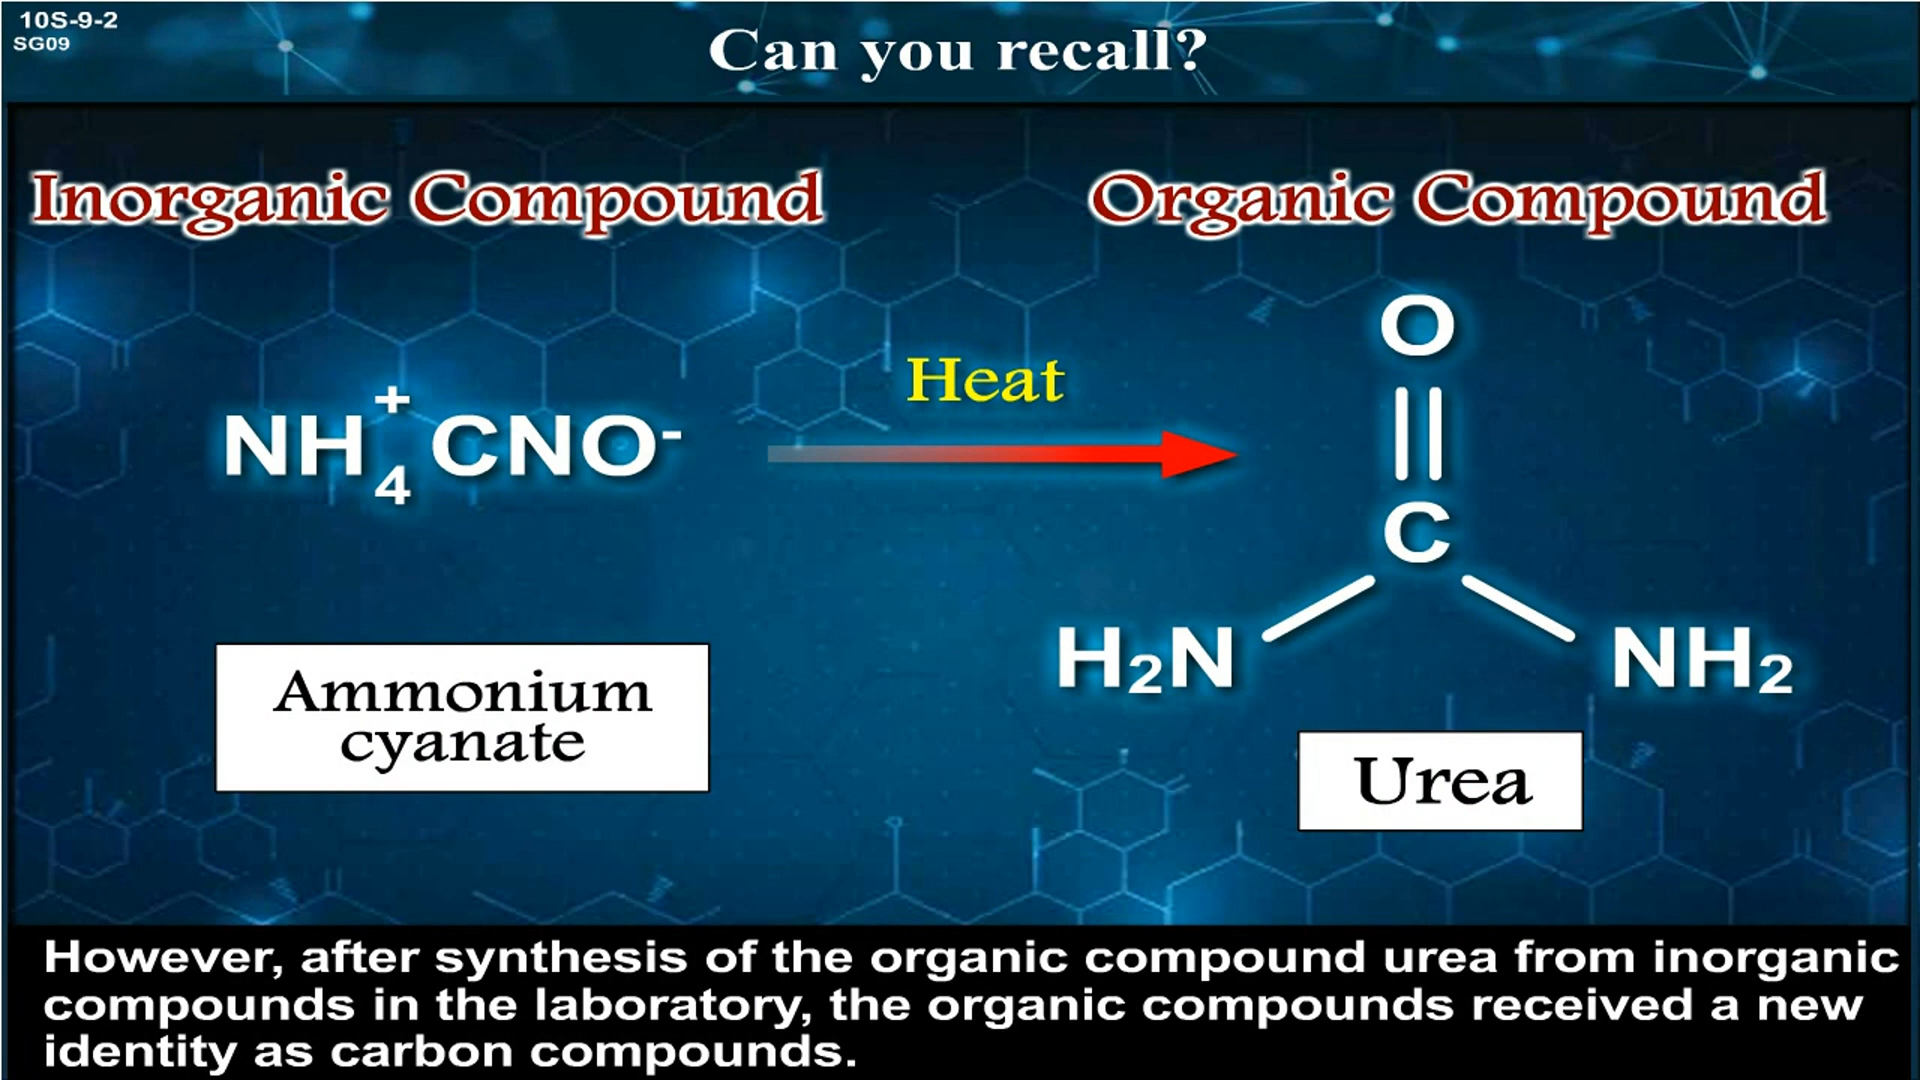 10S-9-2
SG09
Can you recall?
Inorganic Compound
Organic Compound
NH₄⁺CNO⁻
Heat
O
C
H₂N
NH₂
Ammonium
cyanate
Urea
However, after synthesis of the organic compound urea from inorganic
compounds in the laboratory, the organic compounds received a new
identity as carbon compounds.